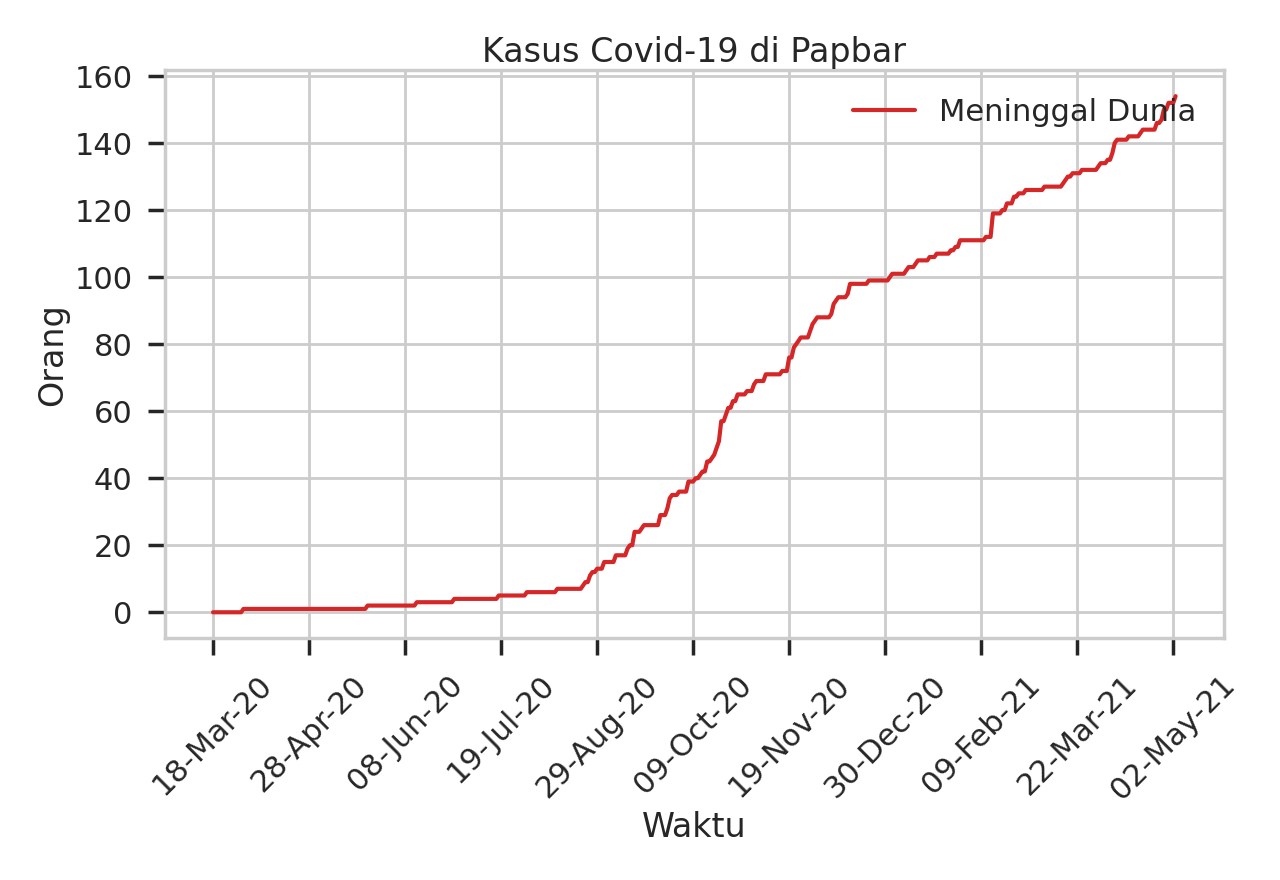 Kasus Covid-19 di Papbar
Meninggal Dunia
Orang
160
140
120
100
80
60
40
20
0
18-Mar-20
28-Apr-20
08-Jun-20
19-Jul-20
29-Aug-20
09-Oct-20
19-Nov-20
30-Dec-20
09-Feb-21
22-Mar-21
02-May-21
Waktu